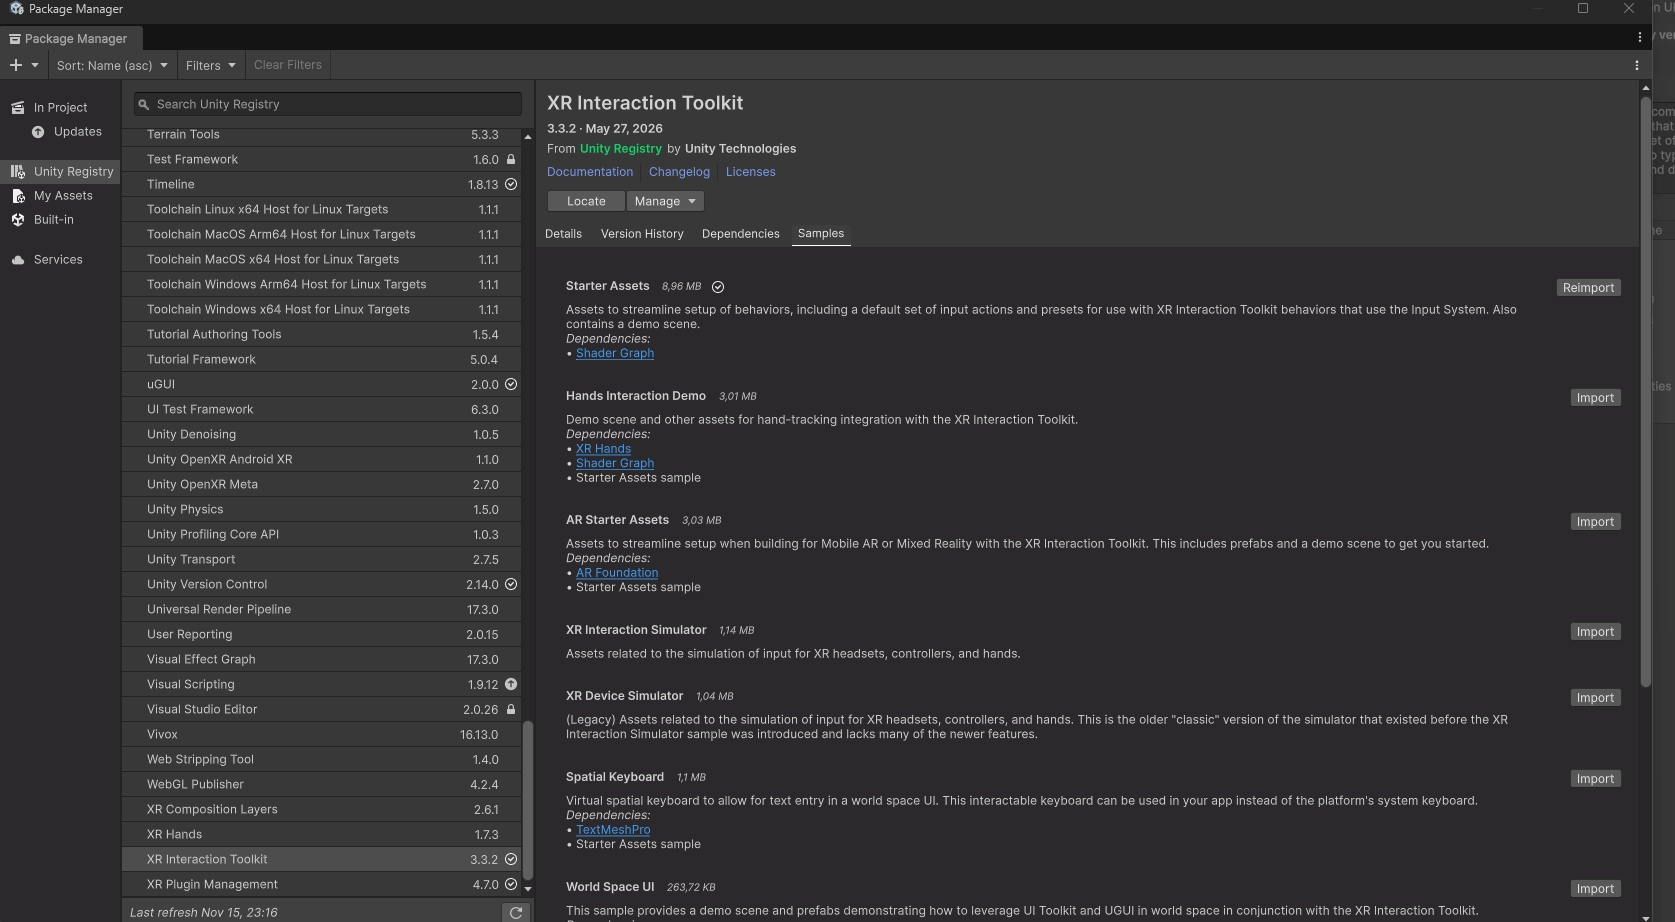 Package Manager
Package Manager
Sort: Name (asc)
Filters
Clear Filters
In Project
Updates
Unity Registry
My Assets
Built-in
Services
Search Unity Registry
Terrain Tools 5.3.3
Test Framework 1.6.0
Timeline 1.8.13
Toolchain Linux x64 Host for Linux Targets 1.1.1
Toolchain MacOS Arm64 Host for Linux Targets 1.1.1
Toolchain MacOS x64 Host for Linux Targets 1.1.1
Toolchain Windows Arm64 Host for Linux Targets 1.1.1
Toolchain Windows x64 Host for Linux Targets 1.1.1
Tutorial Authoring Tools 1.5.4
Tutorial Framework 5.0.4
uGUI 2.0.0
UI Test Framework 6.3.0
Unity Denoising 1.0.5
Unity OpenXR Android XR 1.1.0
Unity OpenXR Meta 2.7.0
Unity Physics 1.5.0
Unity Profiling Core API 1.0.3
Unity Transport 2.7.5
Unity Version Control 2.14.0
Universal Render Pipeline 17.3.0
User Reporting 2.0.15
Visual Effect Graph 17.3.0
Visual Scripting 1.9.12
Visual Studio Editor 2.0.26
Vivox 16.13.0
Web Stripping Tool 1.4.0
WebGL Publisher 4.2.4
XR Composition Layers 2.6.1
XR Hands 1.7.3
XR Interaction Toolkit 3.3.2
XR Plugin Management 4.7.0
Last refresh Nov 15, 23:16
XR Interaction Toolkit
3.3.2 · May 27, 2026
From Unity Registry by Unity Technologies
Documentation Changelog Licenses
Locate Manage
Details Version History Dependencies Samples
Starter Assets 8,96 MB
Reimport
Assets to streamline setup of behaviors, including a default set of input actions and presets for use with XR Interaction Toolkit behaviors that use the Input System. Also
contains a demo scene.
Dependencies:
• Shader Graph
Hands Interaction Demo 3,01 MB
Import
Demo scene and other assets for hand-tracking integration with the XR Interaction Toolkit.
Dependencies:
• XR Hands
• Shader Graph
• Starter Assets sample
AR Starter Assets 3,03 MB
Import
Assets to streamline setup when building for Mobile AR or Mixed Reality with the XR Interaction Toolkit. This includes prefabs and a demo scene to get you started.
Dependencies:
• AR Foundation
• Starter Assets sample
XR Interaction Simulator 1,14 MB
Import
Assets related to the simulation of input for XR headsets, controllers, and hands.
XR Device Simulator 1,04 MB
Import
(Legacy) Assets related to the simulation of input for XR headsets, controllers, and hands. This is the older "classic" version of the simulator that existed before the XR
Interaction Simulator sample was introduced and lacks many of the newer features.
Spatial Keyboard 1,1 MB
Import
Virtual spatial keyboard to allow for text entry in a world space UI. This interactable keyboard can be used in your app instead of the platform's system keyboard.
Dependencies:
• TextMeshPro
• Starter Assets sample
World Space UI 263,72 KB
Import
This sample provides a demo scene and prefabs demonstrating how to leverage UI Toolkit and UGUI in world space in conjunction with the XR Interaction Toolkit.